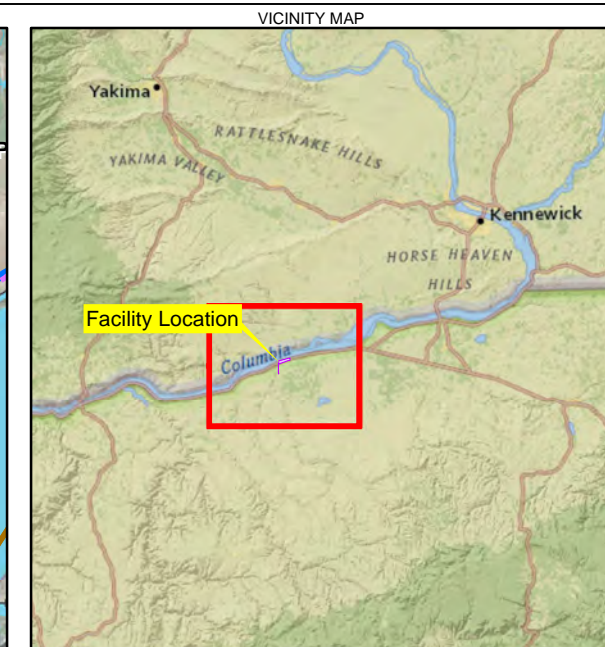 VICINITY MAP
Yakima
RATTLESNAKE HILLS
YAKIMA VALLEY
Kennewick
HORSE HEAVEN
HILLS
Facility Location
Columbia